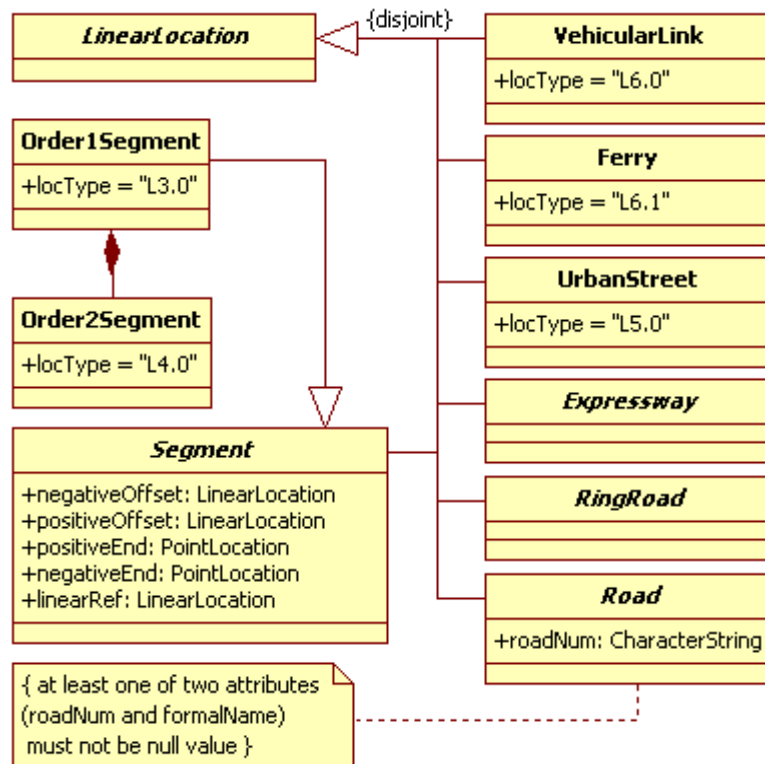 LinearLocation
{disjoint}
VehicularLink
+locType = "L6.0"
Order1Segment
+locType = "L3.0"
Ferry
+locType = "L6.1"
UrbanStreet
+locType = "L5.0"
Order2Segment
+locType = "L4.0"
Expressway
Segment
+negativeOffset: LinearLocation
+positiveOffset: LinearLocation
+positiveEnd: PointLocation
+negativeEnd: PointLocation
+linearRef: LinearLocation
RingRoad
Road
+roadNum: CharacterString
{ at least one of two attributes
(roadNum and formalName)
must not be null value }